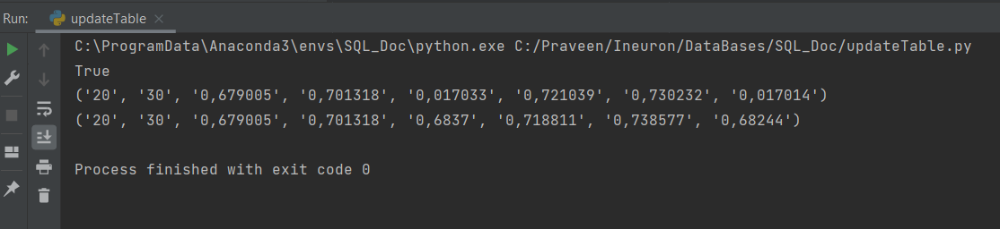 Run: updateTable
C:\ProgramData\Anaconda3\envs\SQL_Doc\python.exe C:/Praveen/Ineuron/DataBases/SQL_Doc/updateTable.py
True
('20', '30', '0,679005', '0,701318', '0,017033', '0,721039', '0,730232', '0,017014')
('20', '30', '0,679005', '0,701318', '0,6837', '0,718811', '0,738577', '0,68244')
Process finished with exit code 0